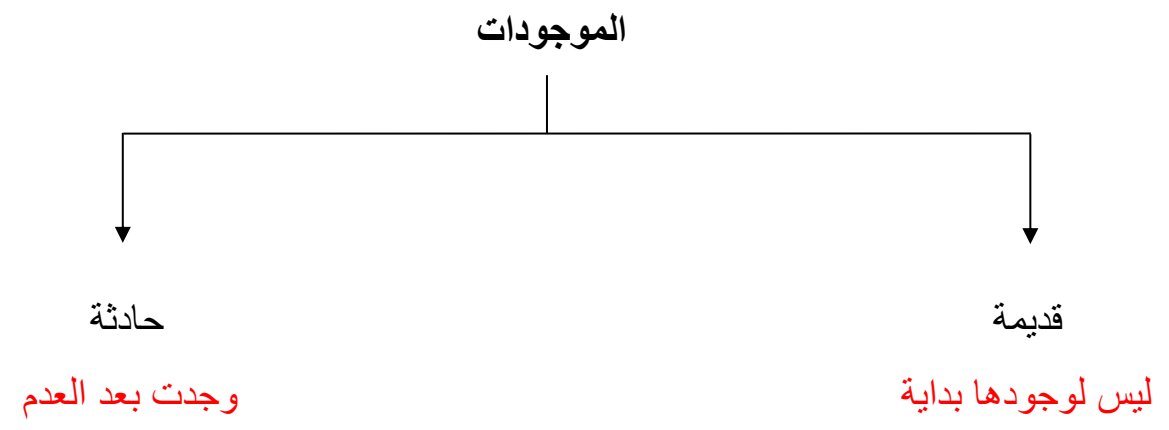 الموجودات
قديمة
حادثة
ليس لوجودها بداية
وجدت بعد العدم